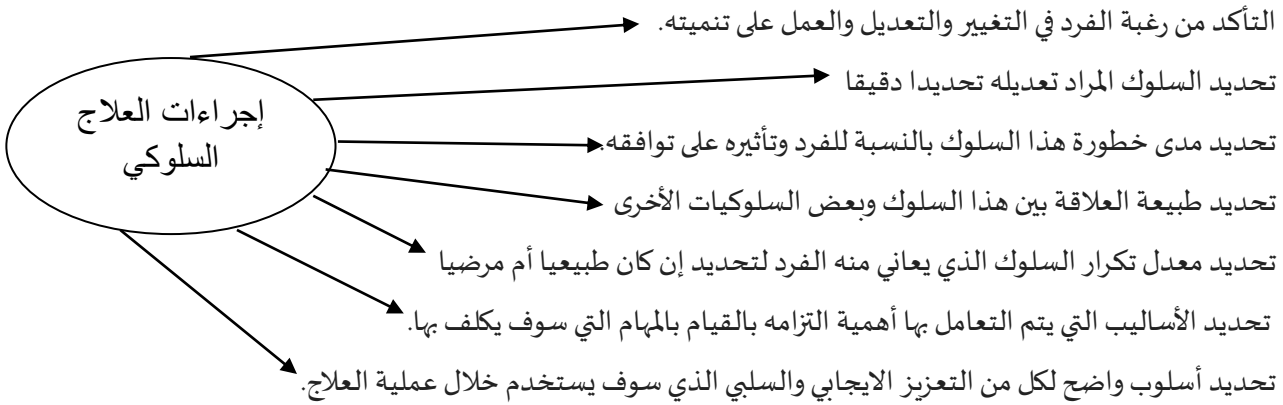 التأكد من رغبة الفرد في التغيير والتعديل والعمل على تنميته.
تحديد السلوك المراد تعديله تحديدا دقيقا
إجراءات العلاج
السلوكي
تحديد مدى خطورة هذا السلوك بالنسبة للفرد وتأثيره على توافقه.
تحديد طبيعة العلاقة بين هذا السلوك وبعض السلوكيات الأخرى
تحديد معدل تكرار السلوك الذي يعاني منه الفرد لتحديد إن كان طبيعيا أم مرضيا
تحديد الأساليب التي يتم التعامل بها أهمية التزامه بالقيام بالمهام التي سوف يكلف بها.
تحديد أسلوب واضح لكل من التعزيز الايجابي والسلبي الذي سوف يستخدم خلال عملية العلاج.